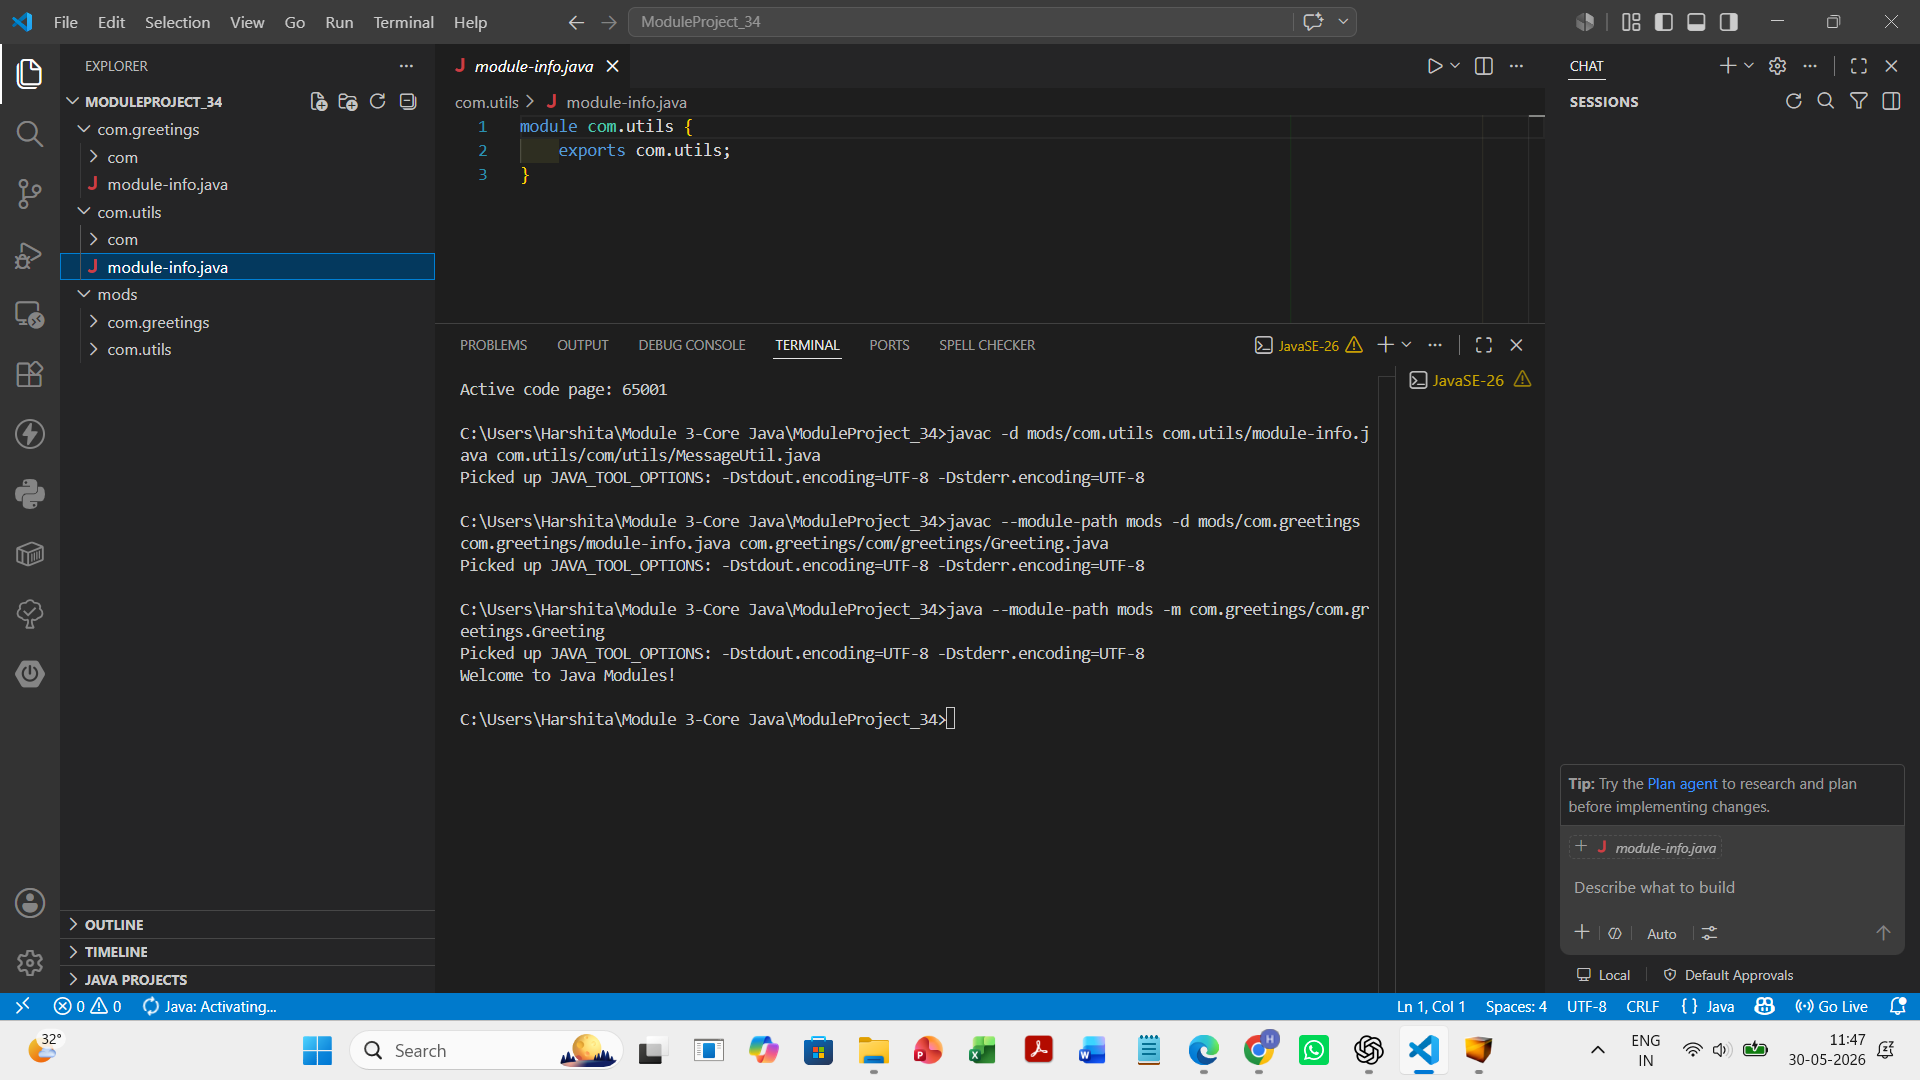 File Edit Selection View Go Run Terminal Help
ModuleProject_34
EXPLORER
MODULEPROJECT_34
com.greetings
com
module-info.java
com.utils
com
module-info.java
mods
com.greetings
com.utils
OUTLINE
TIMELINE
JAVA PROJECTS
module-info.java
com.utils > module-info.java
1 module com.utils {
2 exports com.utils;
3 }
PROBLEMS OUTPUT DEBUG CONSOLE TERMINAL PORTS SPELL CHECKER
JavaSE-26
JavaSE-26
Active code page: 65001
C:\Users\Harshita\Module 3-Core Java\ModuleProject_34>javac -d mods/com.utils com.utils/module-info.j
ava com.utils/com/utils/MessageUtil.java
Picked up JAVA_TOOL_OPTIONS: -Dstdout.encoding=UTF-8 -Dstderr.encoding=UTF-8
C:\Users\Harshita\Module 3-Core Java\ModuleProject_34>javac --module-path mods -d mods/com.greetings
com.greetings/module-info.java com.greetings/com/greetings/Greeting.java
Picked up JAVA_TOOL_OPTIONS: -Dstdout.encoding=UTF-8 -Dstderr.encoding=UTF-8
C:\Users\Harshita\Module 3-Core Java\ModuleProject_34>java --module-path mods -m com.greetings/com.gr
eetings.Greeting
Picked up JAVA_TOOL_OPTIONS: -Dstdout.encoding=UTF-8 -Dstderr.encoding=UTF-8
Welcome to Java Modules!
C:\Users\Harshita\Module 3-Core Java\ModuleProject_34>
CHAT
SESSIONS
Tip: Try the Plan agent to research and plan
before implementing changes.
module-info.java
Describe what to build
Auto
Local Default Approvals
0 0 Java: Activating...
Ln 1, Col 1 Spaces: 4 UTF-8 CRLF { } Java Go Live
32°
Search
H
ENG
IN
11:47
30-05-2026